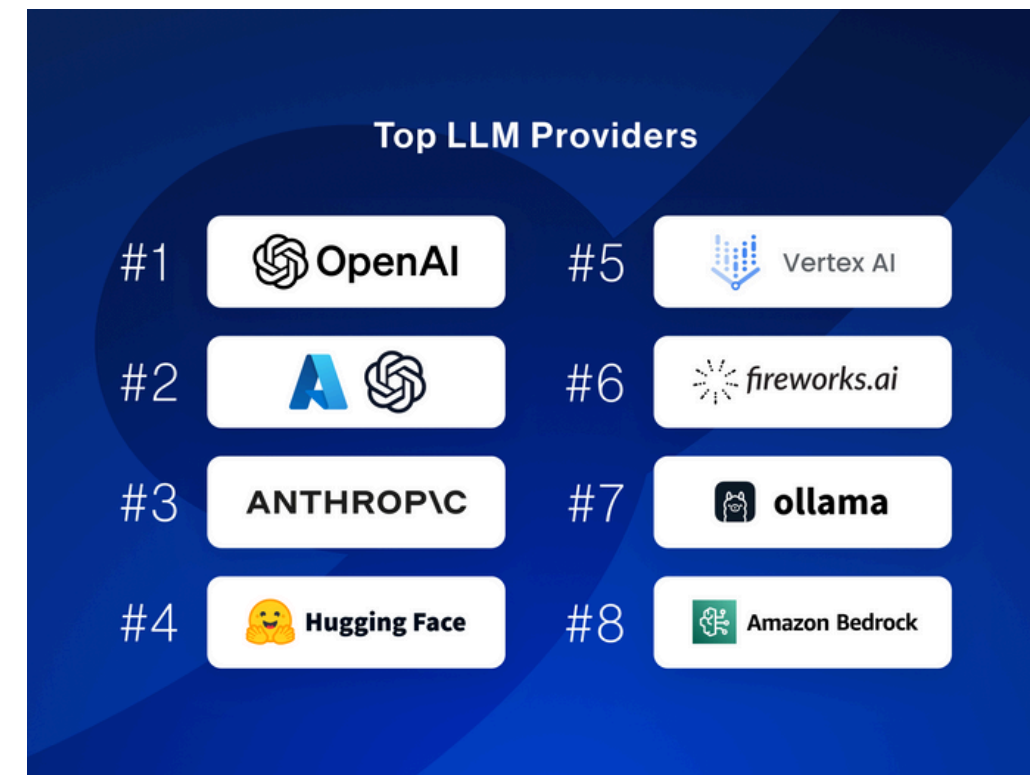 Top LLM Providers
#1 OpenAI
#2
#3 ANTHROP\C
#4 Hugging Face
#5 Vertex AI
#6 fireworks.ai
#7 ollama
#8 Amazon Bedrock